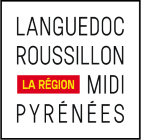 LANGUEDOC
ROUSSILLON
LA RÉGION MIDI
PYRÉNÉES